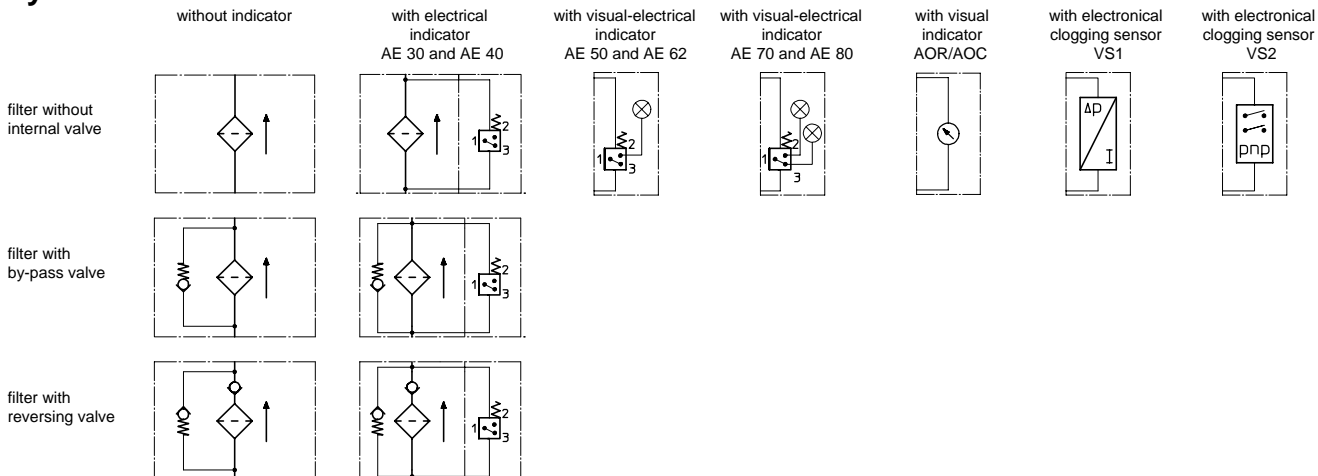 without indicator
with electrical
indicator
AE 30 and AE 40
with visual-electrical
indicator
AE 50 and AE 62
with visual-electrical
indicator
AE 70 and AE 80
with visual
indicator
AOR/AOC
with electronical
clogging sensor
VS1
with electronical
clogging sensor
VS2
filter without
internal valve
1 2
3
1 2
3
1 2
3
Δp
I
pnp
filter with
by-pass valve
1 2
3
filter with
reversing valve
1 2
3